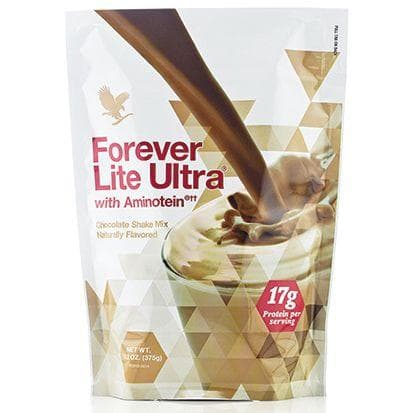 Forever
Lite Ultra®
with Aminotein®††
Chocolate Shake Mix
Naturally Flavored
17g
Protein per
serving
NET WT.
(375g)